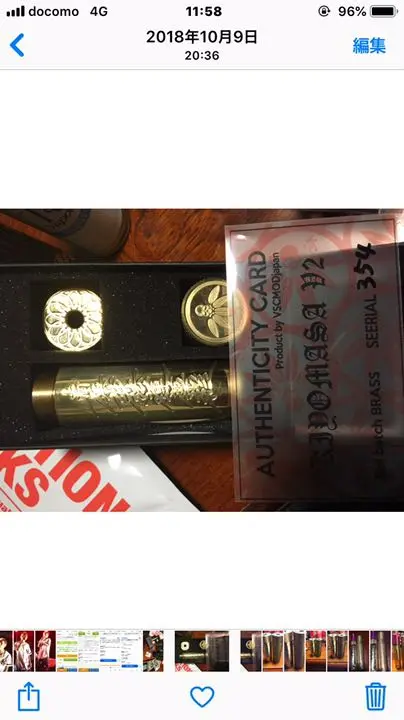 docomo 4G 11:58 96%
2018年10月9日
20:36
編集
AUTHENTICITY CARD
Product by VSCMODjapan
KIYOMASA V2
batch BRASS SEERIAL 354